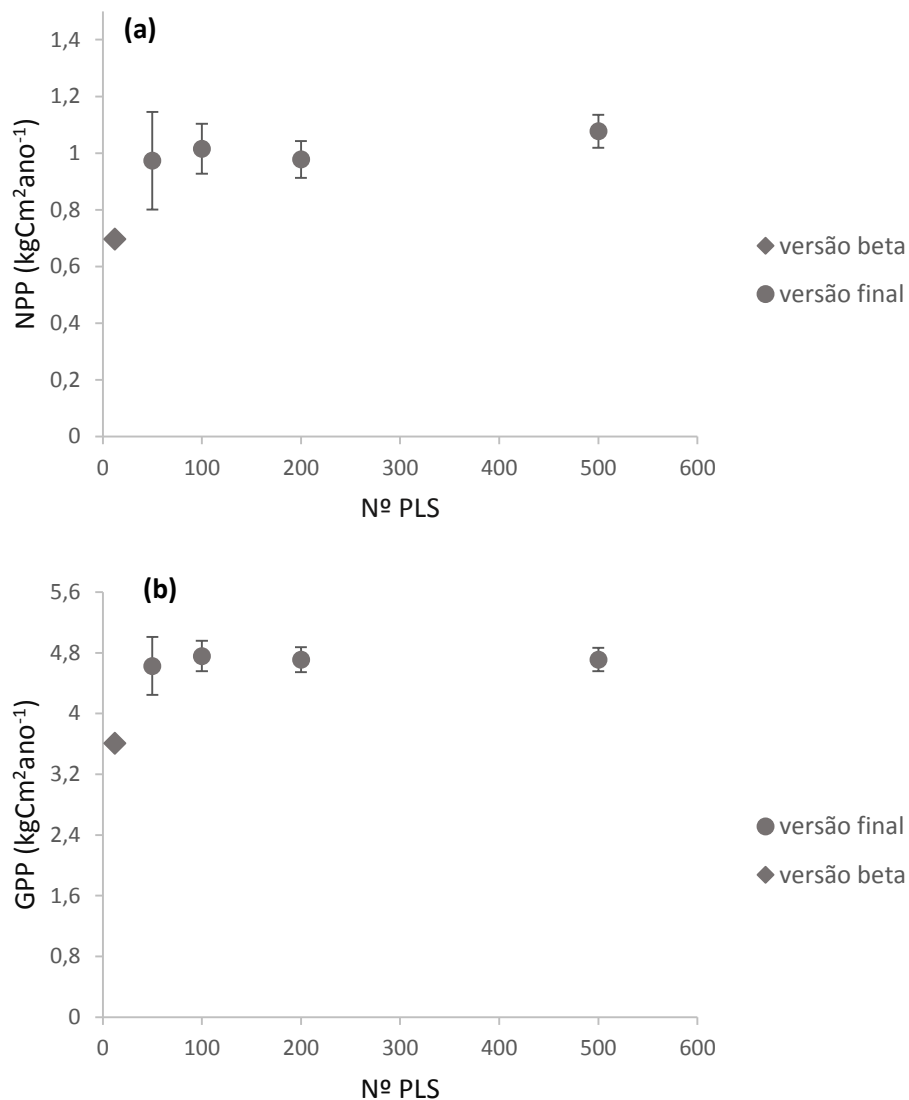 (a)
1,4
1,2
1
0,8
0,6
0,4
0,2
0
NPP (kgCm²ano⁻¹)
0 100 200 300 400 500 600
Nº PLS
versão beta
versão final
(b)
5,6
4,8
4
3,2
2,4
1,6
0,8
0
GPP (kgCm²ano⁻¹)
0 100 200 300 400 500 600
Nº PLS
versão final
versão beta